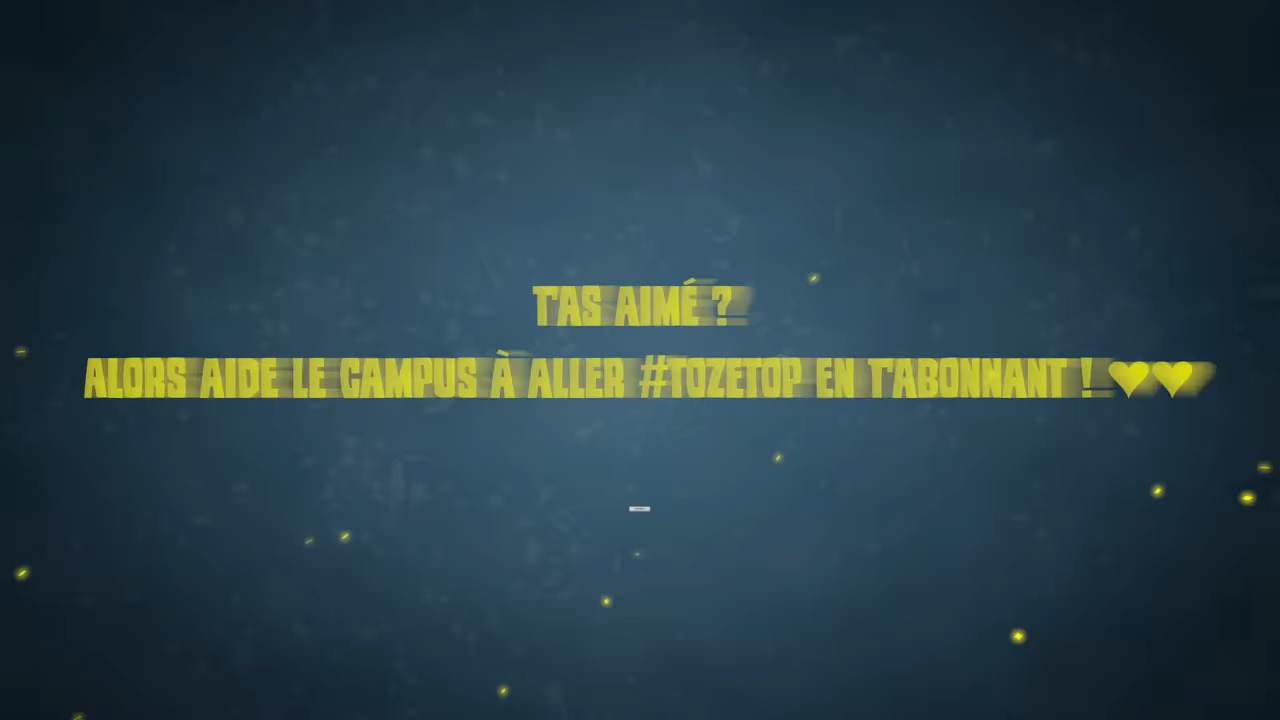 T'AS AIMÉ ?
ALORS AIDE LE CAMPUS À ALLER #TOZETOP EN T'ABONNANT ! ♥♥